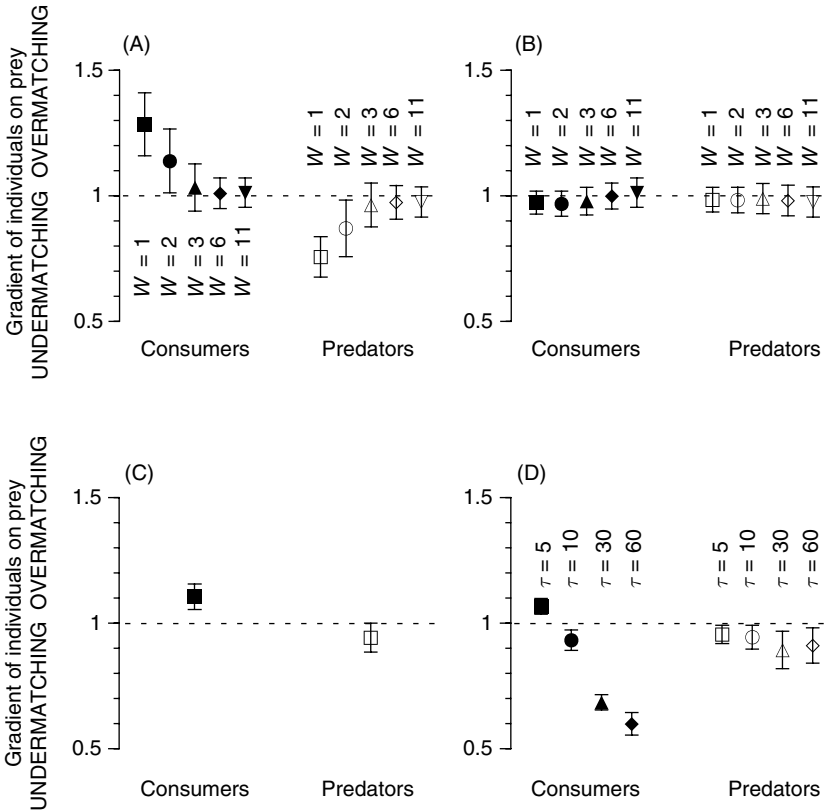 (A)
Gradient of individuals on prey
UNDERMATCHING OVERMATCHING
1.5
1
0.5
W = 1
W = 2
W = 3
W = 6
W = 11
W = 1
W = 2
W = 3
W = 6
W = 11
Consumers Predators
(B)
1.5
1
0.5
W = 1
W = 2
W = 3
W = 6
W = 11
W = 1
W = 2
W = 3
W = 6
W = 11
Consumers Predators
(C)
Gradient of individuals on prey
UNDERMATCHING OVERMATCHING
1.5
1
0.5
Consumers Predators
(D)
1.5
1
0.5
τ = 5
τ = 10
τ = 30
τ = 60
τ = 5
τ = 10
τ = 30
τ = 60
Consumers Predators